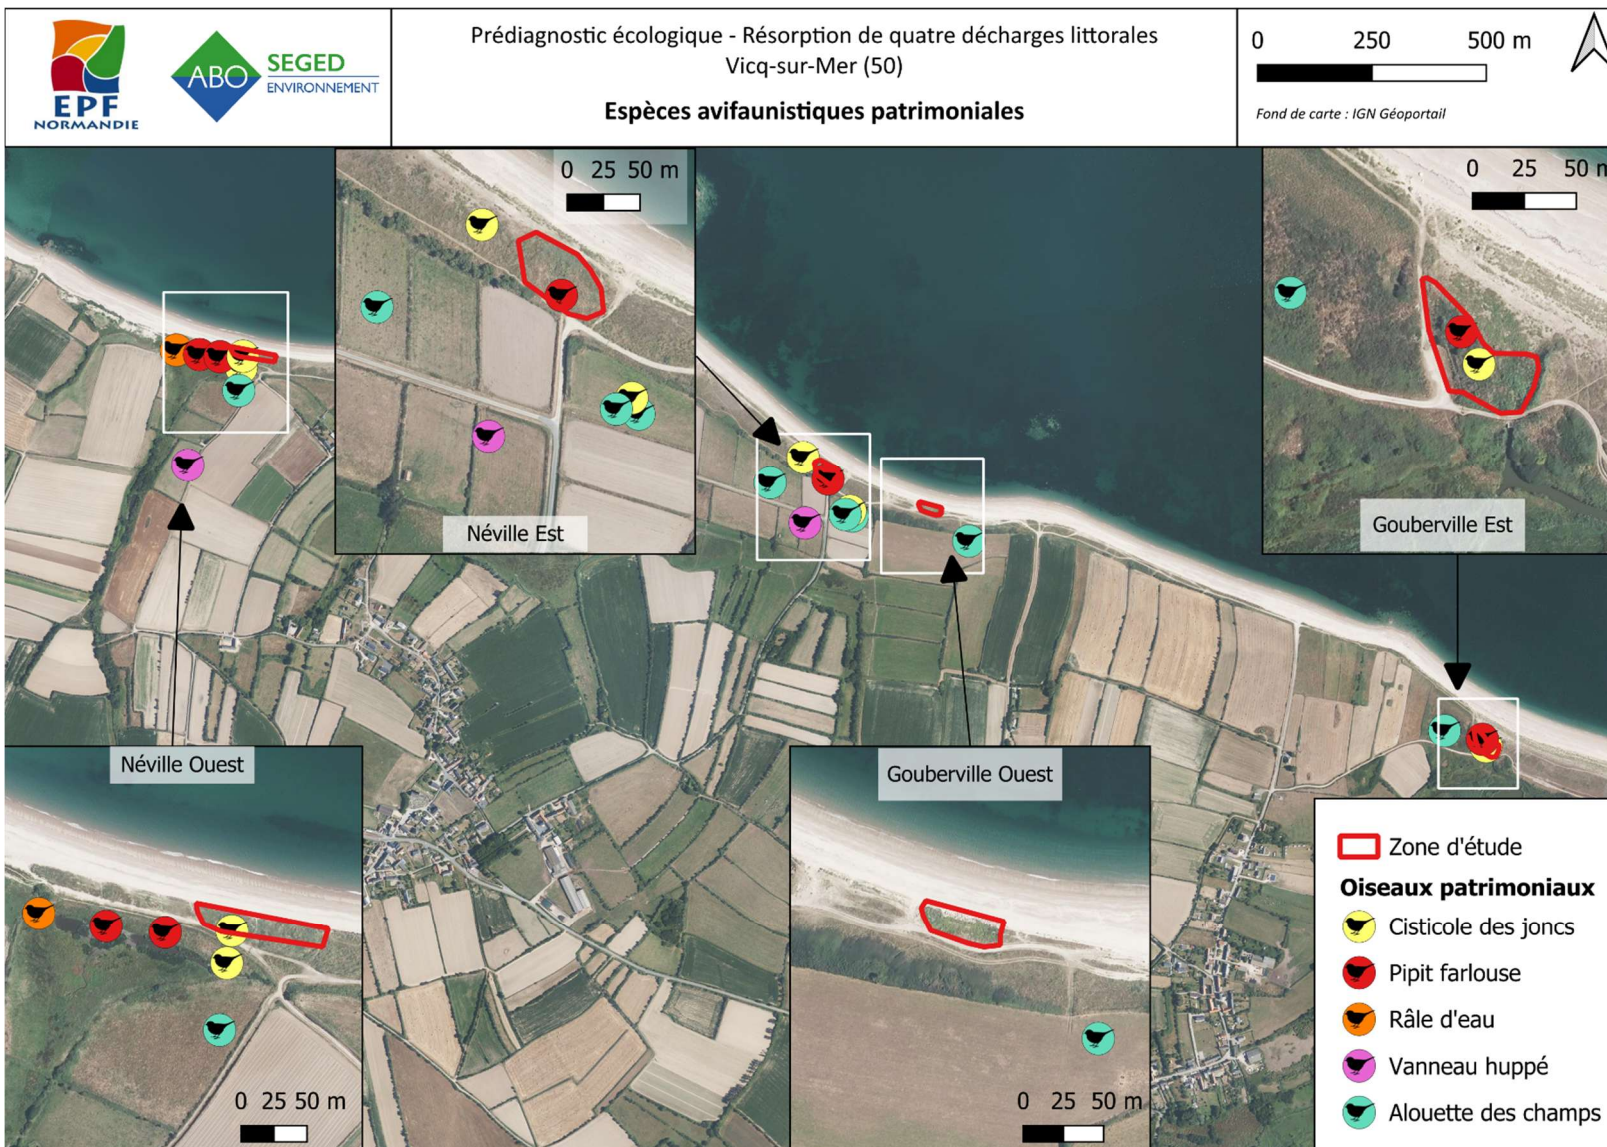 EPF
NORMANDIE
ABO
SEGED
ENVIRONNEMENT
Prédiagnostic écologique - Résorption de quatre décharges littorales
Vicq-sur-Mer (50)
Espèces avifaunistiques patrimoniales
0 250 500 m
Fond de carte : IGN Géoportail
0 25 50 m
Néville Est
0 25 50 m
Gouberville Est
Néville Ouest
0 25 50 m
Gouberville Ouest
0 25 50 m
Zone d'étude
Oiseaux patrimoniaux
Cisticole des joncs
Pipit farlouse
Râle d'eau
Vanneau huppé
Alouette des champs